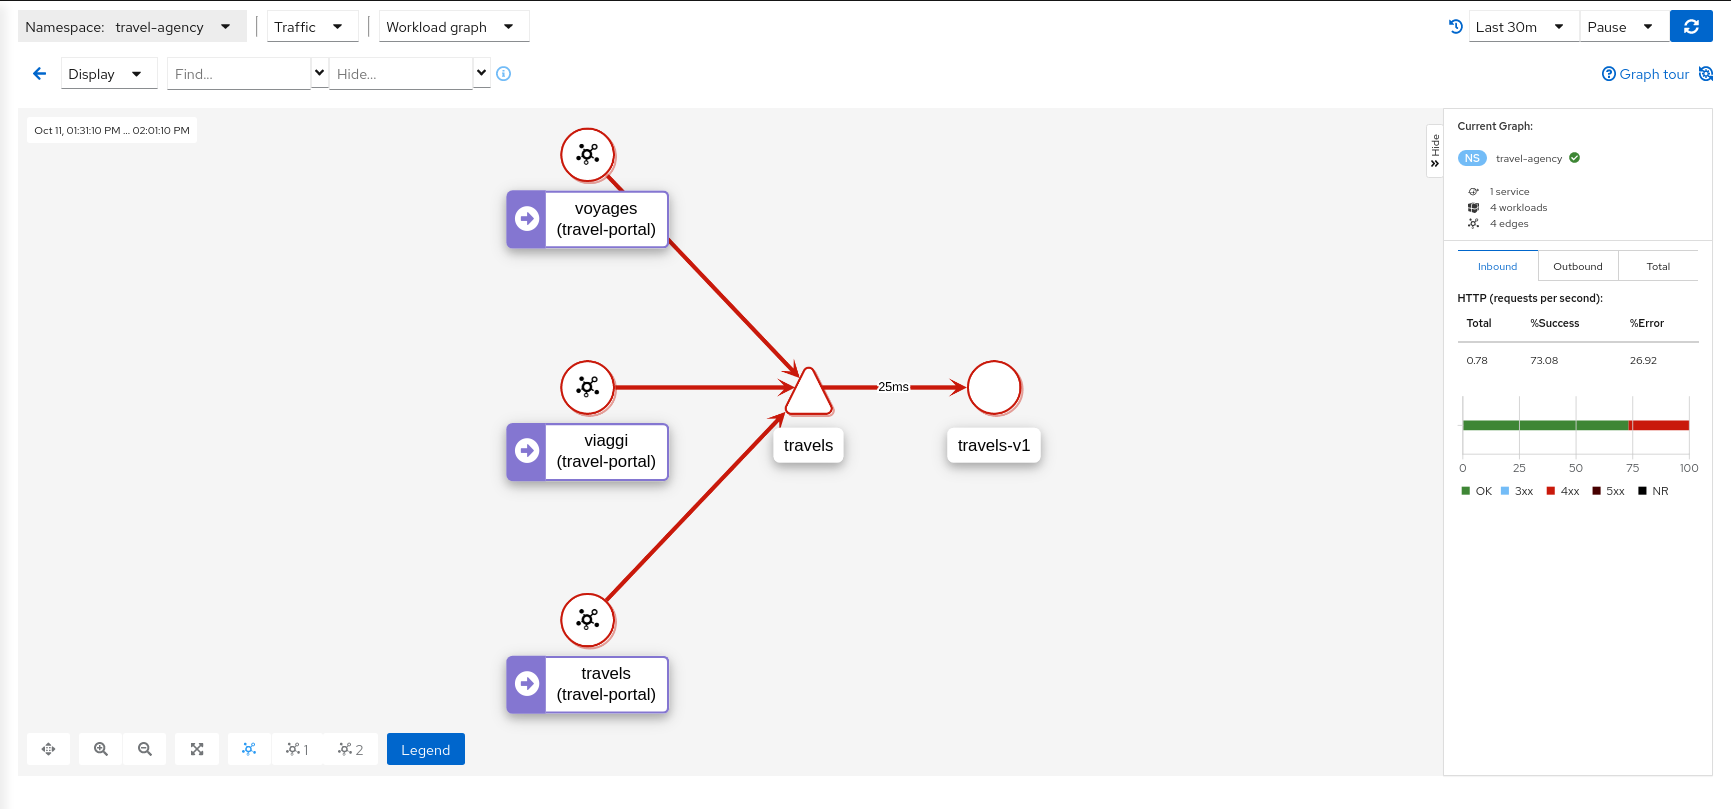 Namespace: travel-agency
Traffic
Workload graph
Last 30m
Pause
Display
Find...
Hide...
Graph tour
Oct 11, 01:31:10 PM ... 02:01:10 PM
voyages
(travel-portal)
viaggi
(travel-portal)
travels
25ms
travels-v1
travels
(travel-portal)
1
2
Legend
Hide
Current Graph:
NS travel-agency
1 service
4 workloads
4 edges
Inbound Outbound Total
HTTP (requests per second):
Total %Success %Error
0.78 73.08 26.92
0 25 50 75 100
OK 3xx 4xx 5xx NR